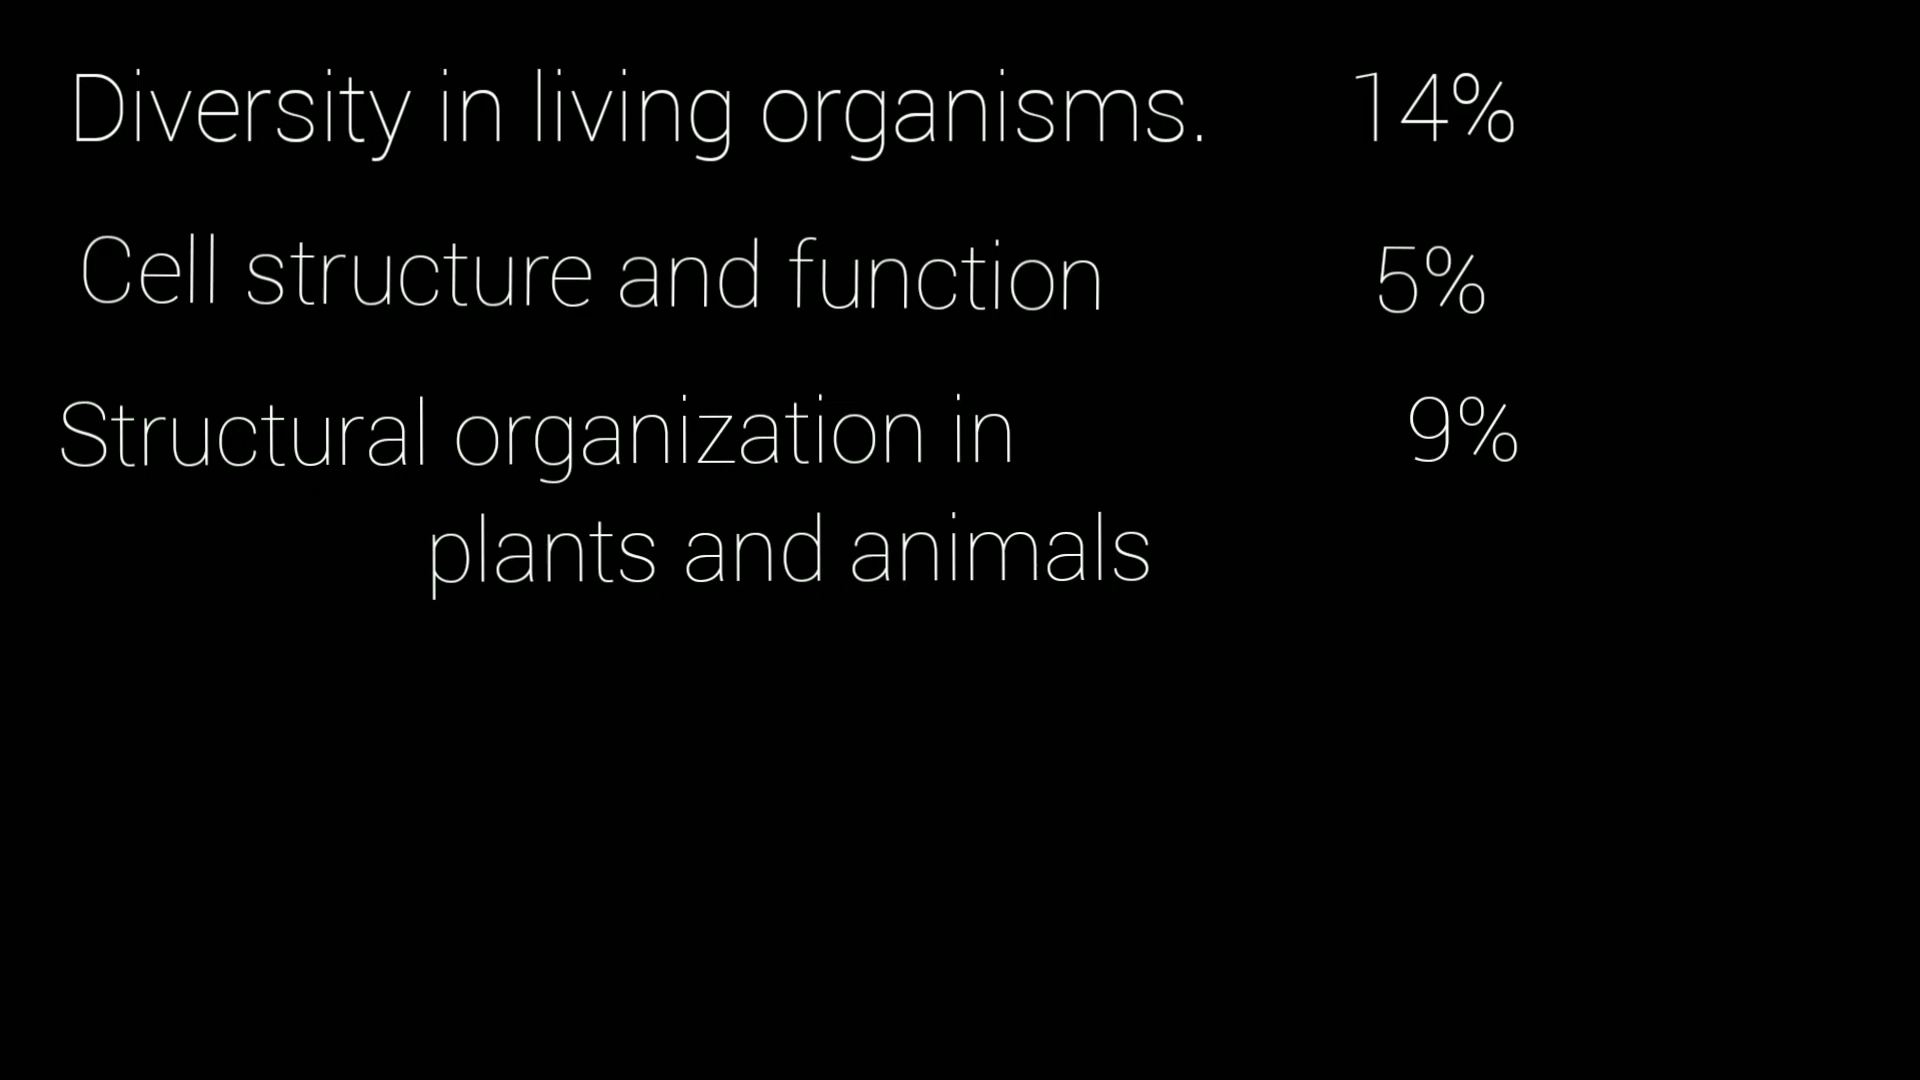 Diversity in living organisms. 14%
Cell structure and function 5%
Structural organization in 9%
plants and animals